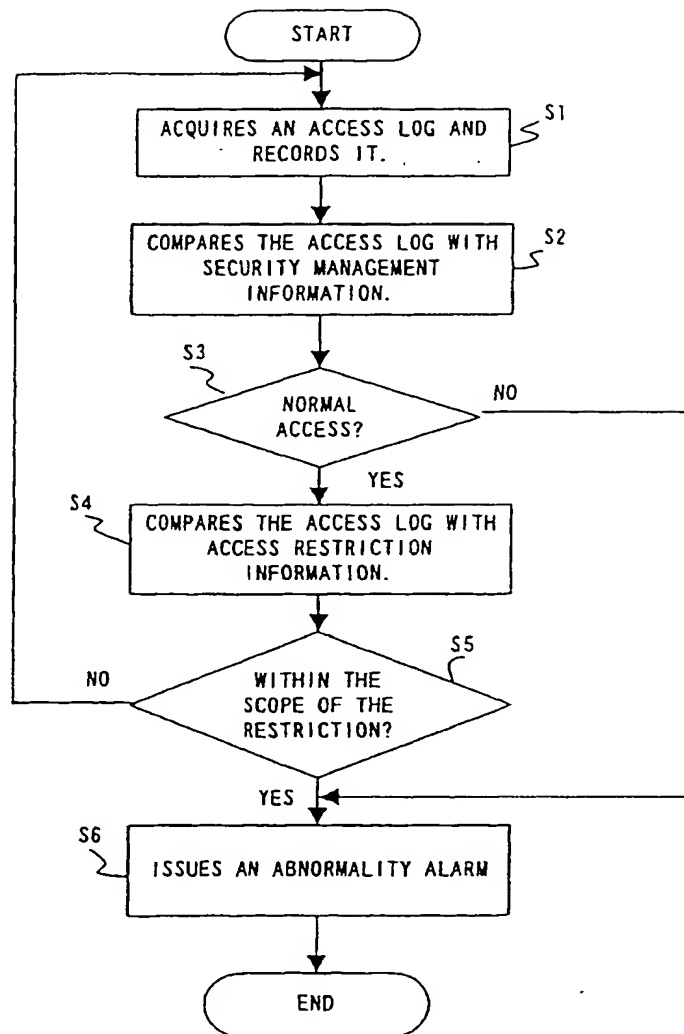 START
S1
ACQUIRES AN ACCESS LOG AND
RECORDS IT.
S2
COMPARES THE ACCESS LOG WITH
SECURITY MANAGEMENT
INFORMATION.
S3
NORMAL
ACCESS?
NO
YES
S4
COMPARES THE ACCESS LOG WITH
ACCESS RESTRICTION
INFORMATION.
S5
NO
WITHIN THE
SCOPE OF THE
RESTRICTION?
YES
S6
ISSUES AN ABNORMALITY ALARM
END